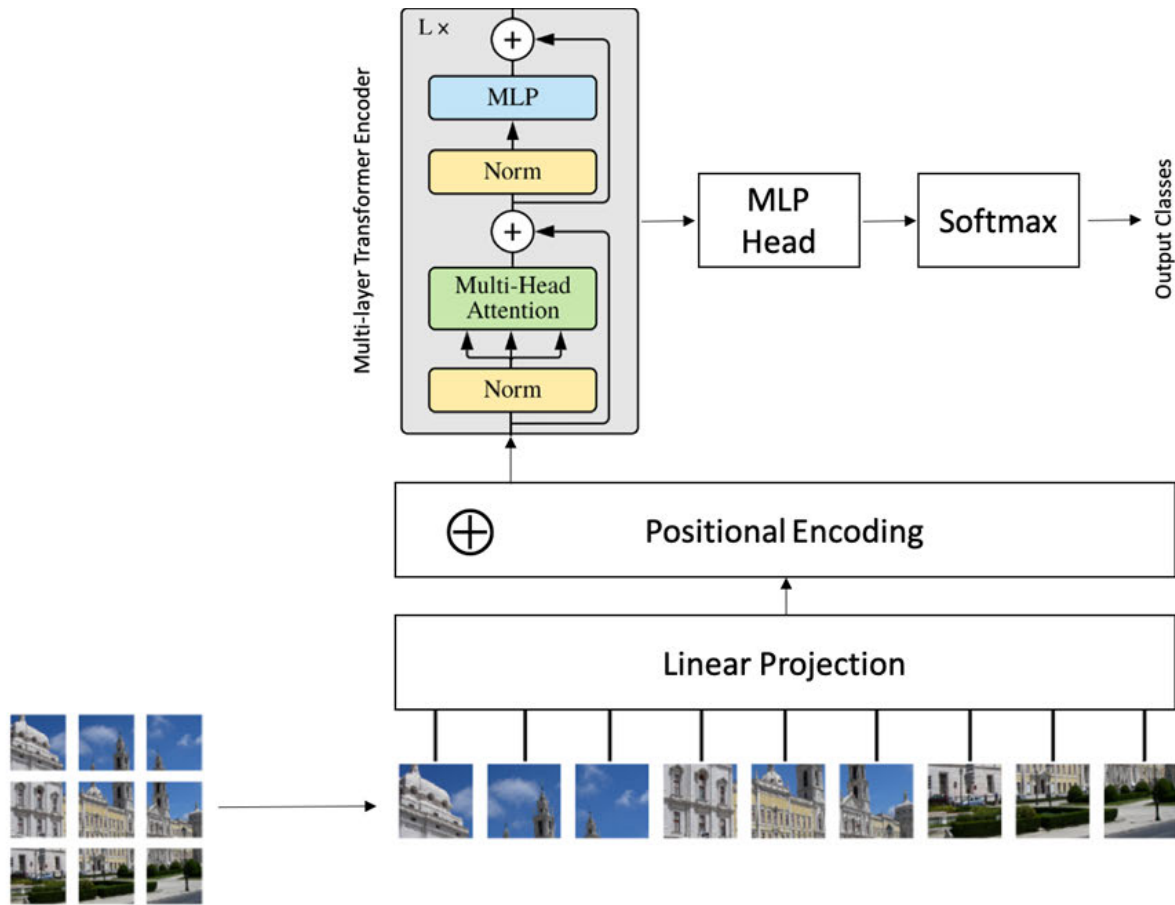 L ×
+
MLP
Norm
+
Multi-Head
Attention
Norm
Multi-layer Transformer Encoder
MLP
Head
Softmax
Output Classes
Positional Encoding
Linear Projection